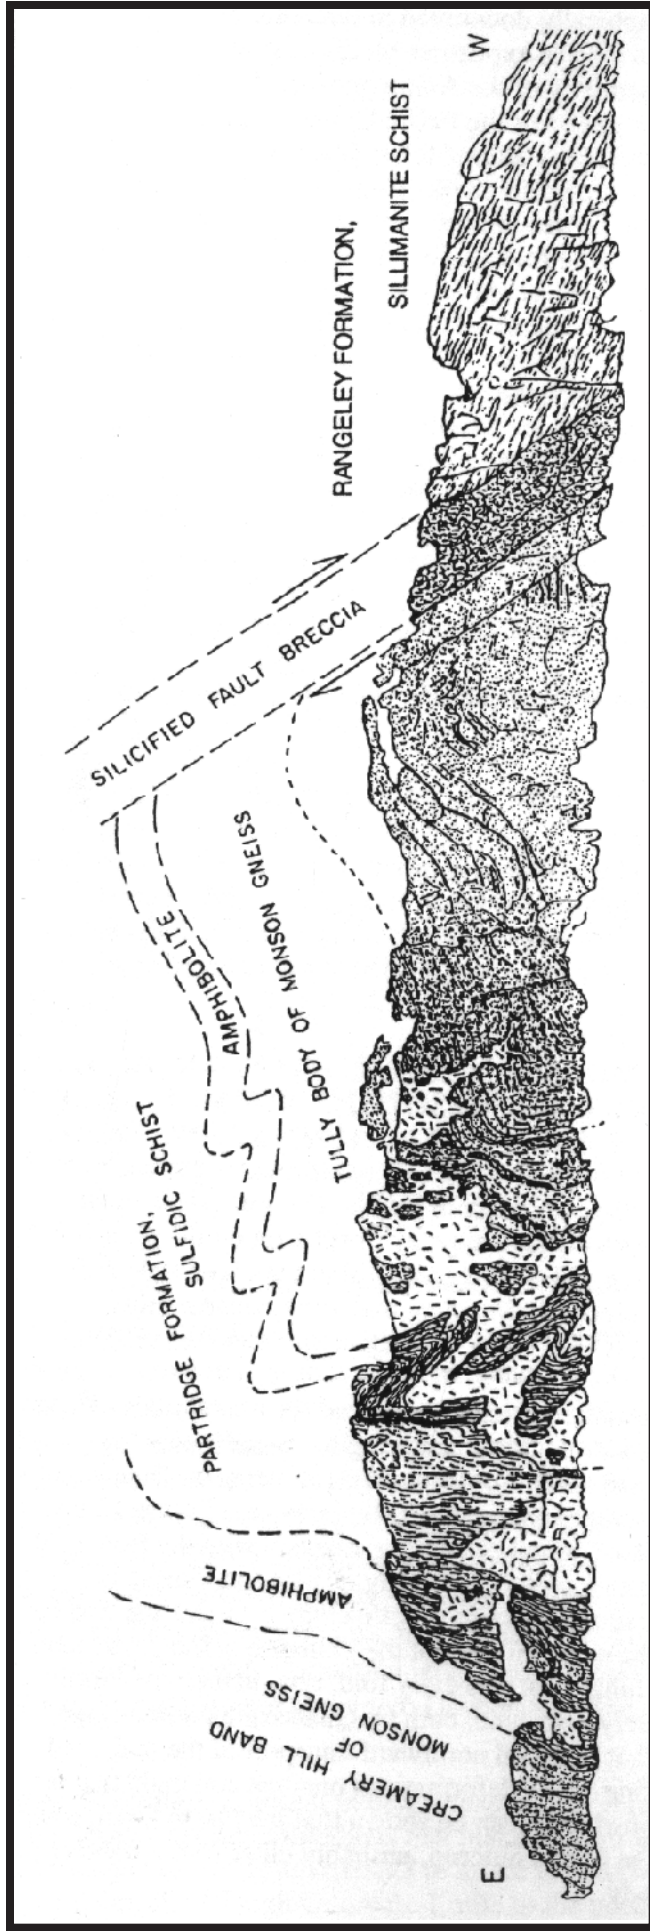 W
RANGELEY FORMATION,
SILLIMANITE SCHIST
SILICIFIED FAULT BRECCIA
AMPHIBOLITE
TULLY BODY OF MONSON GNEISS
PARTRIDGE FORMATION,
SULFIDIC SCHIST
AMPHIBOLITE
CREAMERY HILL BAND
OF
MONSON GNEISS
E